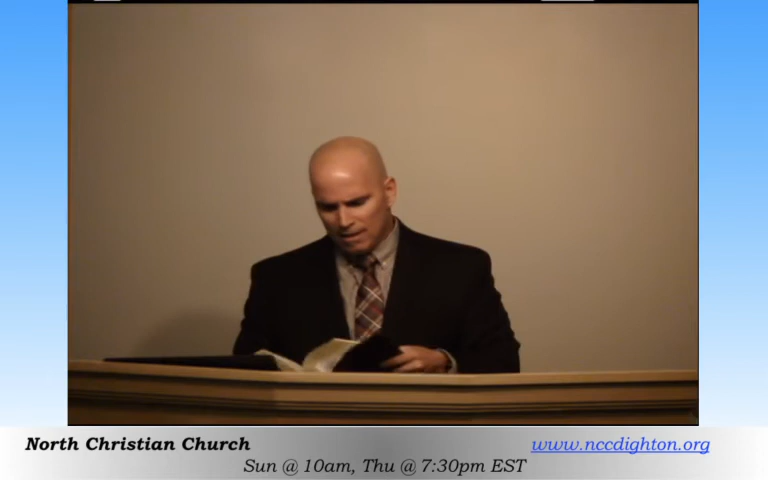 North Christian Church www.nccdighton.org
Sun @ 10am, Thu @ 7:30pm EST